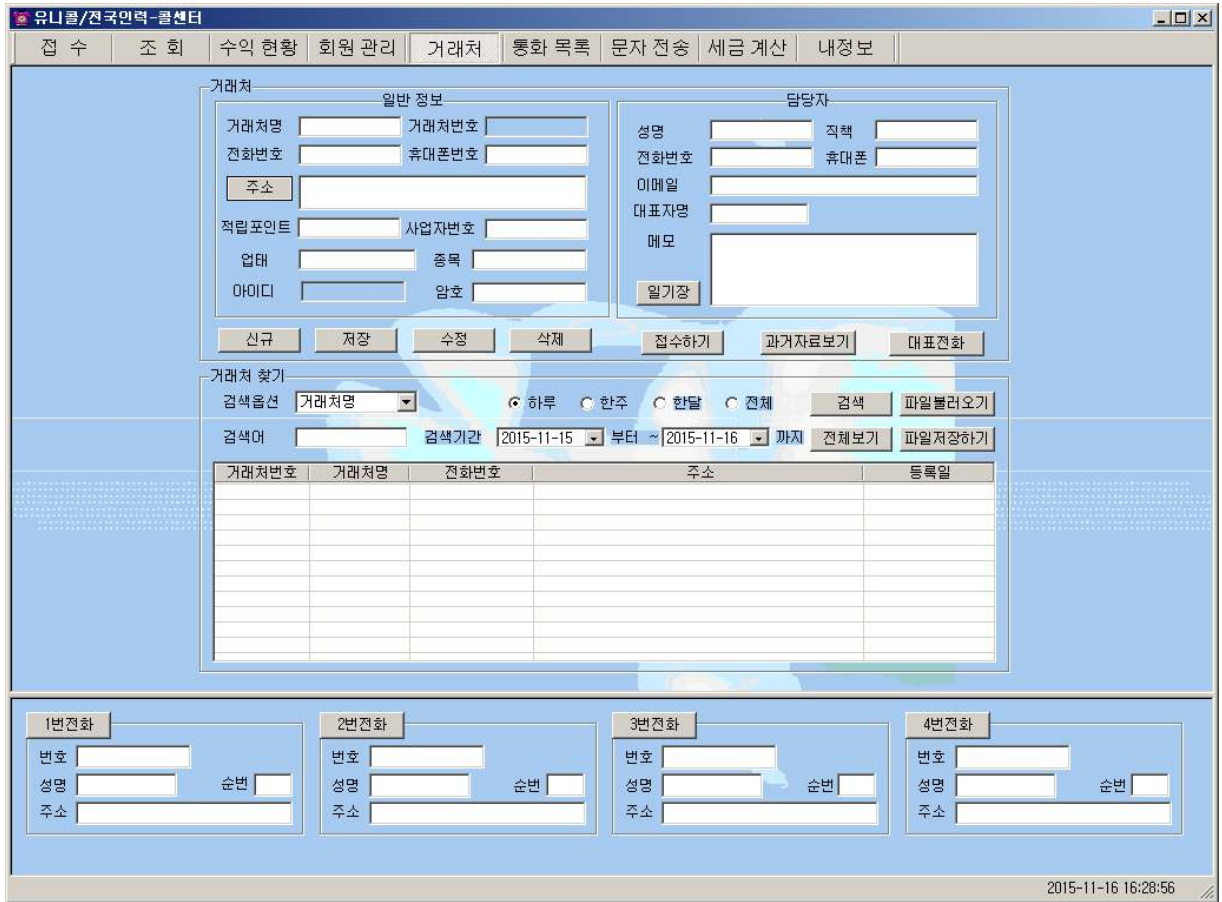 유니콜/전국인력-콜센터
접 수 조 회 수익 현황 회원 관리 거래처 통화 목록 문자 전송 세금 계산 내정보
거래처
일반 정보
거래처명 거래처번호
전화번호 휴대폰번호
주소
적립포인트 사업자번호
업태 종목
아이디 암호
담당자
성명 직책
전화번호 휴대폰
이메일
대표자명
메모
일기장
신규 저장 수정 삭제 접수하기 과거자료보기 대표전화
거래처 찾기
검색옵션 거래처명 하루 한주 한달 전체 검색 파일불러오기
검색어 검색기간 2015-11-15 부터 ~ 2015-11-16 까지 전체보기 파일저장하기
거래처번호 거래처명 전화번호 주소 등록일
1번전화 2번전화 3번전화 4번전화
번호 번호 번호 번호
성명 순번 성명 순번 성명 순번 성명 순번
주소 주소 주소 주소
2015-11-16 16:28:56